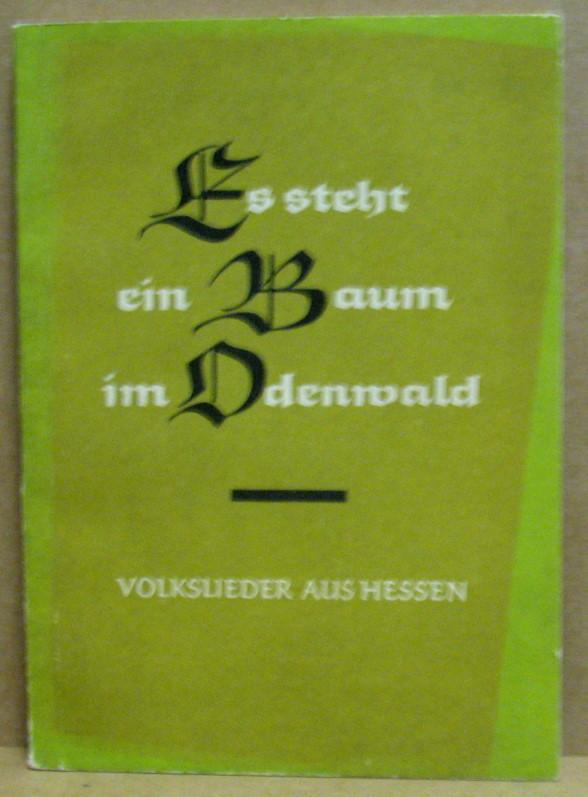 Es steht
ein Baum
im Odenwald
VOLKSLIEDER AUS HESSEN